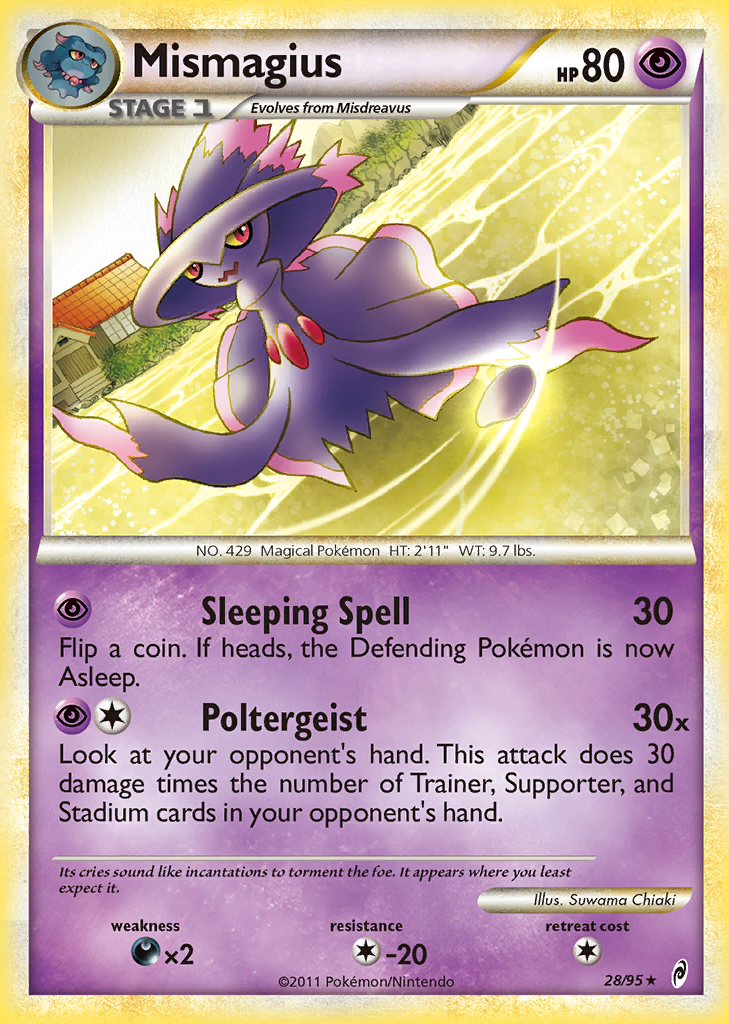 Mismagius
HP 80
STAGE 1
Evolves from Misdreavus
NO. 429 Magical Pokémon HT: 2'11" WT: 9.7 lbs.
Sleeping Spell 30
Flip a coin. If heads, the Defending Pokémon is now
Asleep.
Poltergeist 30x
Look at your opponent's hand. This attack does 30
damage times the number of Trainer, Supporter, and
Stadium cards in your opponent's hand.
Its cries sound like incantations to torment the foe. It appears where you least
expect it.
Illus. Suwama Chiaki
weakness resistance retreat cost
×2 -20
©2011 Pokémon/Nintendo 28/95 ★